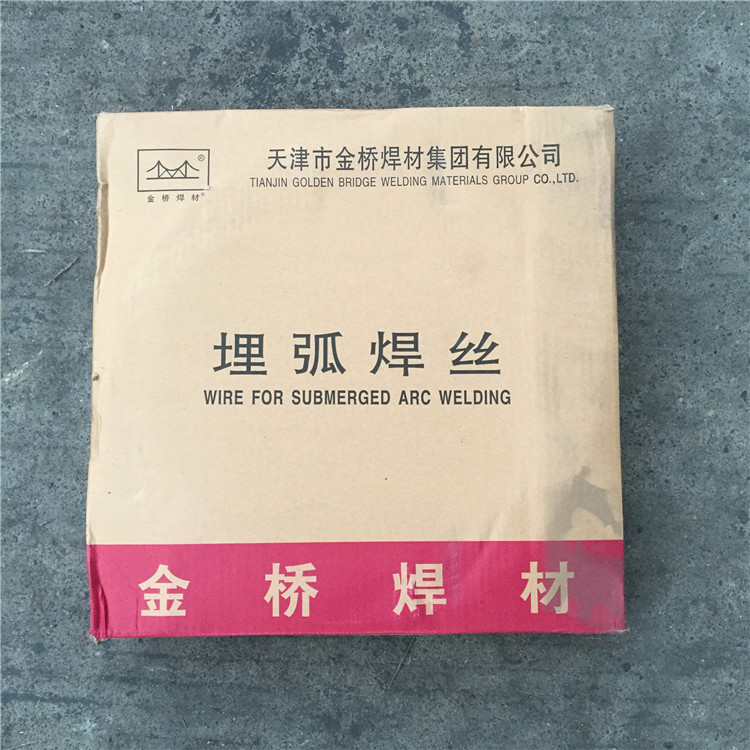 ®
金桥焊材®
天津市金桥焊材集团有限公司
TIANJIN GOLDEN BRIDGE WELDING MATERIALS GROUP CO.,LTD.
埋弧焊丝
WIRE FOR SUBMERGED ARC WELDING
金桥焊材